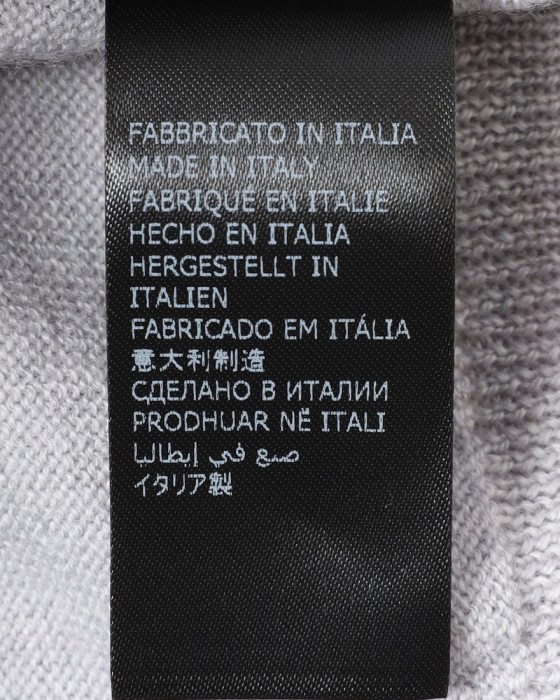 FABBRICATO IN ITALIA
MADE IN ITALY
FABRIQUÉ EN ITALIE
HECHO EN ITALIA
HERGESTELLT IN
ITALIEN
FABRICADO EM ITÁLIA
意大利制造
СДЕЛАНО В ИТАЛИИ
PRODHUAR NË ITALI
صنع في إيطاليا
イタリア製